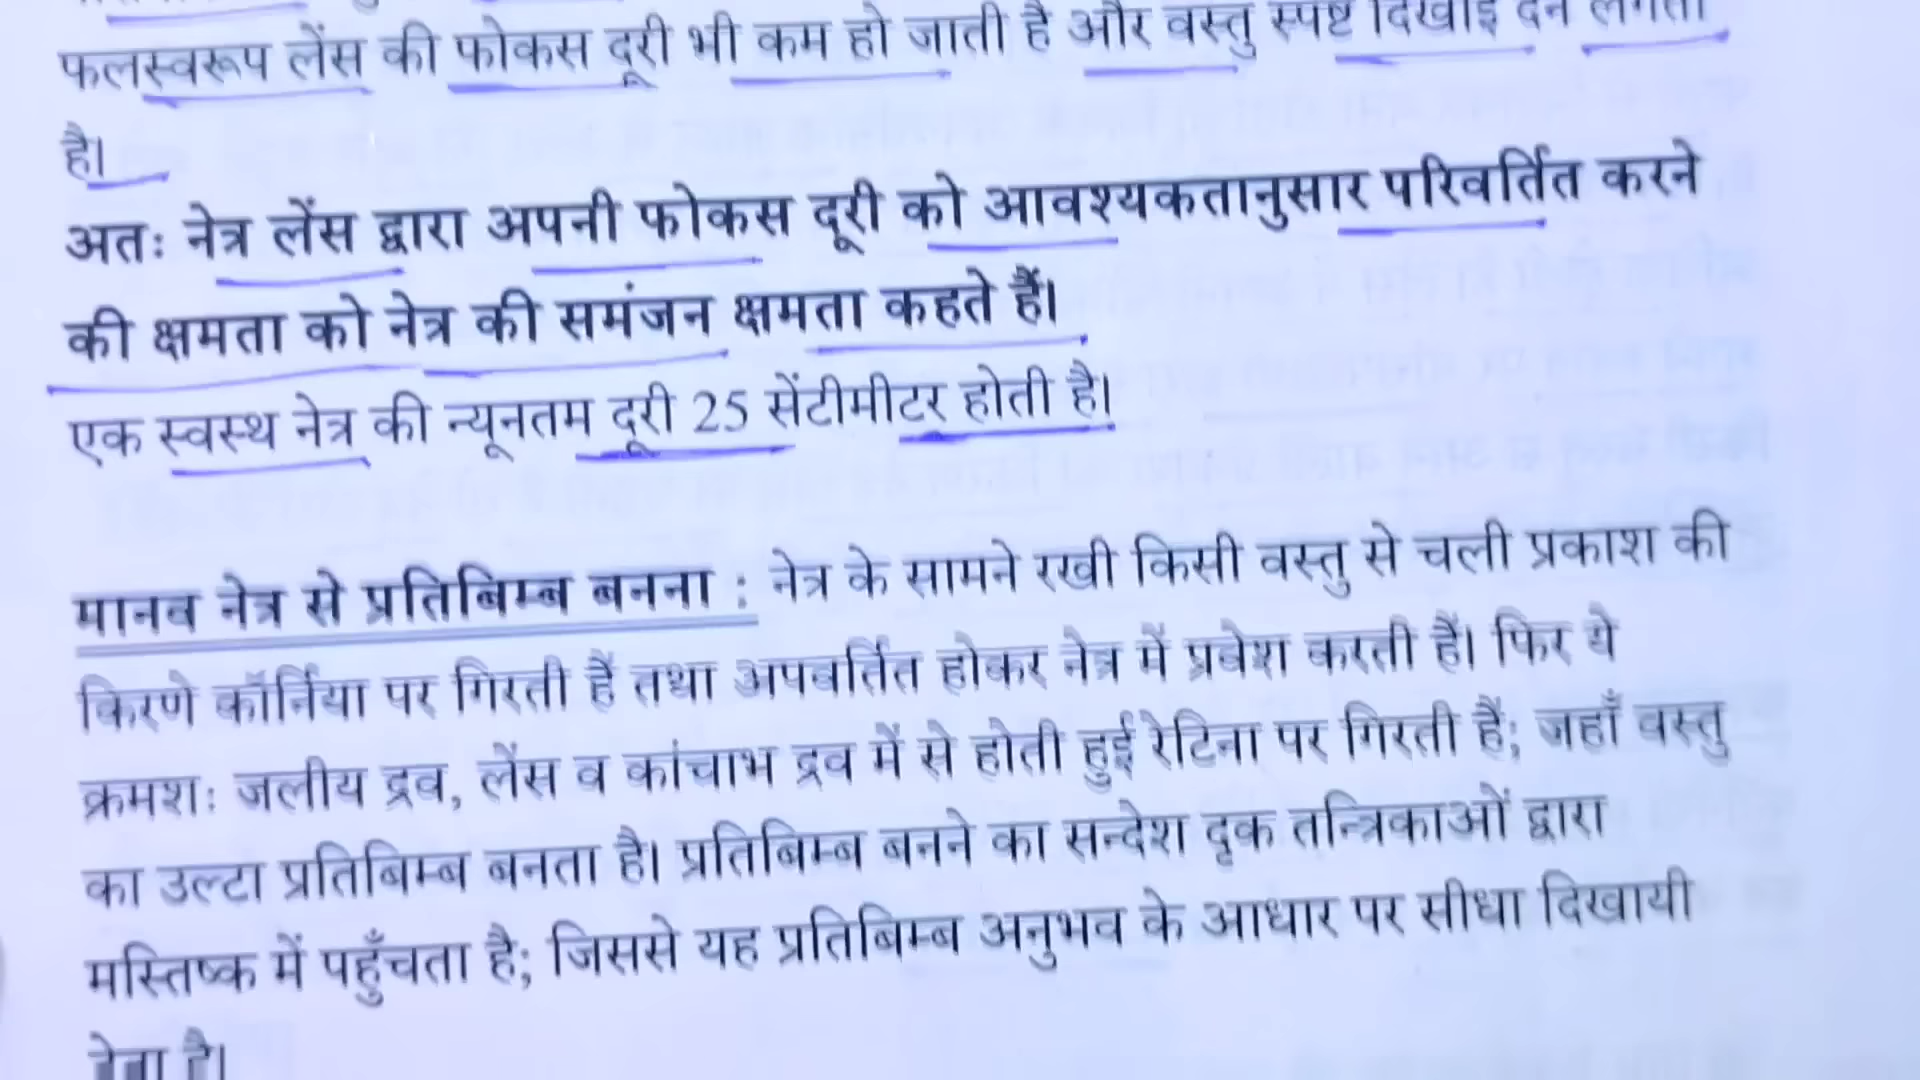 फलस्वरूप लेंस की फोकस दूरी भी कम हो जाती है और वस्तु स्पष्ट दिखाई देने लगती
है।
अतः नेत्र लेंस द्वारा अपनी फोकस दूरी को आवश्यकतानुसार परिवर्तित करने
की क्षमता को नेत्र की समंजन क्षमता कहते हैं।
एक स्वस्थ नेत्र की न्यूनतम दूरी 25 सेंटीमीटर होती है।
मानव नेत्र से प्रतिबिम्ब बनना : नेत्र के सामने रखी किसी वस्तु से चली प्रकाश की
किरणे कॉर्निया पर गिरती हैं तथा अपवर्तित होकर नेत्र में प्रवेश करती हैं। फिर ये
क्रमशः जलीय द्रव, लेंस व कांचाभ द्रव में से होती हुई रेटिना पर गिरती हैं; जहाँ वस्तु
का उल्टा प्रतिबिम्ब बनता है। प्रतिबिम्ब बनने का सन्देश दृक तन्त्रिकाओं द्वारा
मस्तिष्क में पहुँचता है; जिससे यह प्रतिबिम्ब अनुभव के आधार पर सीधा दिखायी
देता है।